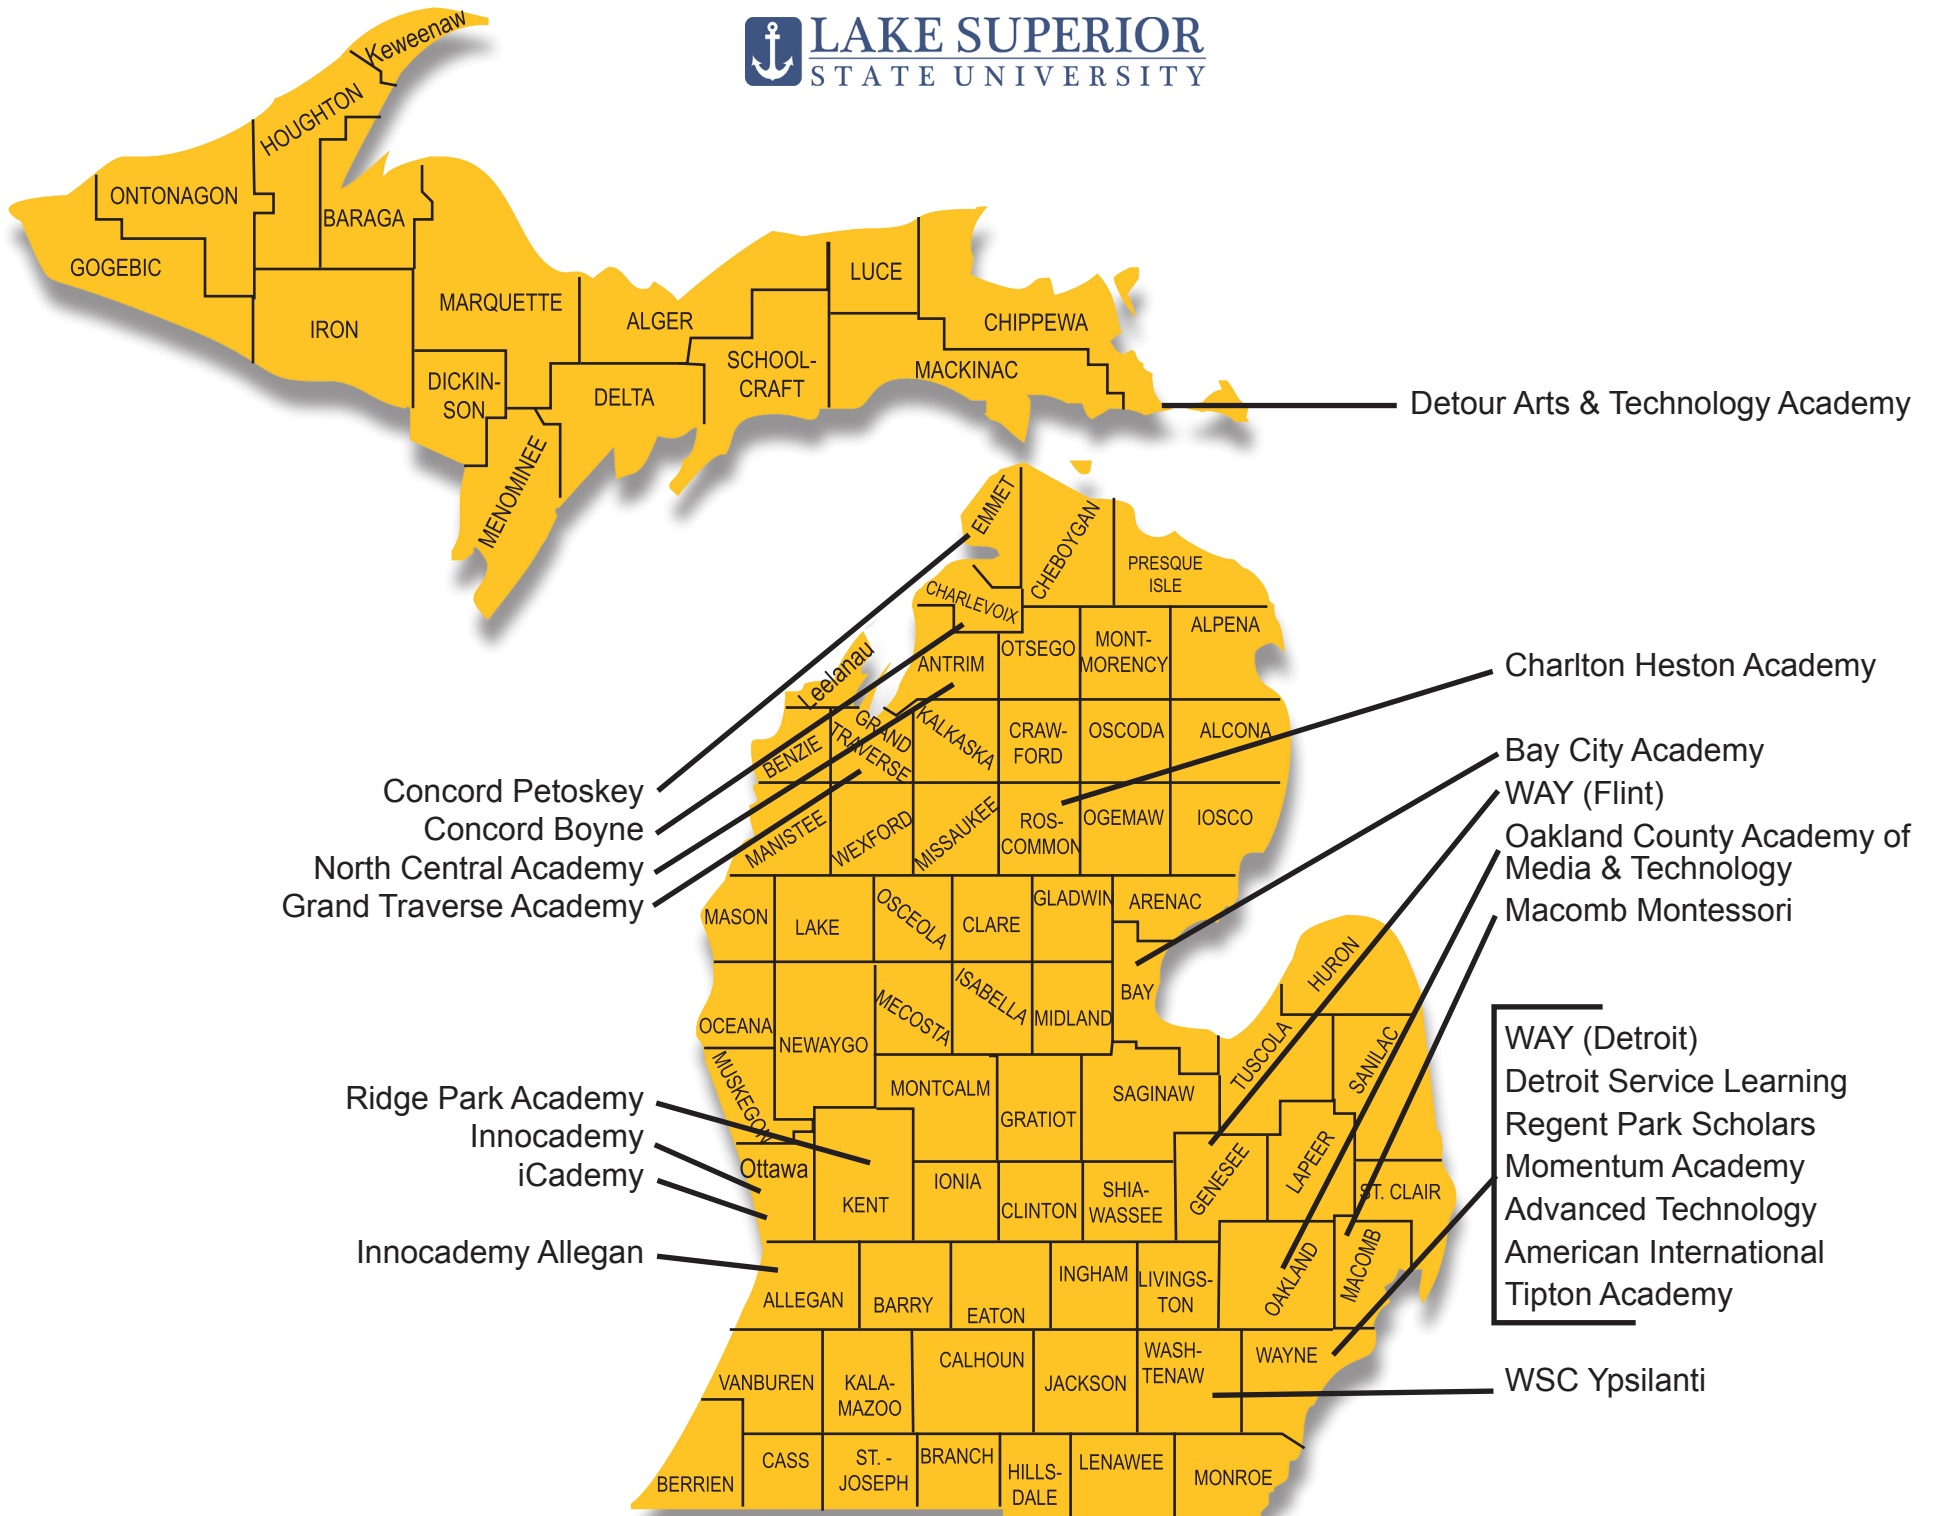 LAKE SUPERIOR
STATE UNIVERSITY
Keweenaw
HOUGHTON
ONTONAGON
BARAGA
GOGEBIC
IRON
MARQUETTE
ALGER
LUCE
CHIPPEWA
SCHOOL-
CRAFT
MACKINAC
DICKIN-
SON
DELTA
MENOMINEE
Detour Arts & Technology Academy
EMMET
CHEBOYGAN
PRESQUE
ISLE
CHARLEVOIX
ALPENA
MONT-
MORENCY
OTSEGO
ANTRIM
Leelanau
Charlton Heston Academy
GRAND
TRAVERSE
KALKASKA
CRAW-
FORD
OSCODA
ALCONA
BENZIE
Bay City Academy
Concord Petoskey
WAY (Flint)
Concord Boyne
Oakland County Academy of
Media & Technology
North Central Academy
Grand Traverse Academy
Macomb Montessori
MANISTEE
WEXFORD
MISSAUKEE
ROS-
COMMON
OGEMAW
IOSCO
MASON
LAKE
OSCEOLA
CLARE
GLADWIN
ARENAC
HURON
OCEANA
NEWAYGO
MECOSTA
ISABELLA
MIDLAND
BAY
TUSCOLA
SANILAC
WAY (Detroit)
Detroit Service Learning
Regent Park Scholars
Momentum Academy
Advanced Technology
American International
Tipton Academy
MUSKEGON
MONTCALM
GRATIOT
SAGINAW
Ridge Park Academy
Innocademy
iCademy
Innocademy Allegan
Ottawa
KENT
IONIA
CLINTON
SHIA-
WASSEE
GENESEE
LAPEER
ST. CLAIR
ALLEGAN
BARRY
EATON
INGHAM
LIVINGS-
TON
OAKLAND
MACOMB
VANBUREN
KALA-
MAZOO
CALHOUN
JACKSON
WASH-
TENAW
WAYNE
WSC Ypsilanti
BERRIEN
CASS
ST. -
JOSEPH
BRANCH
HILLS-
DALE
LENAWEE
MONROE